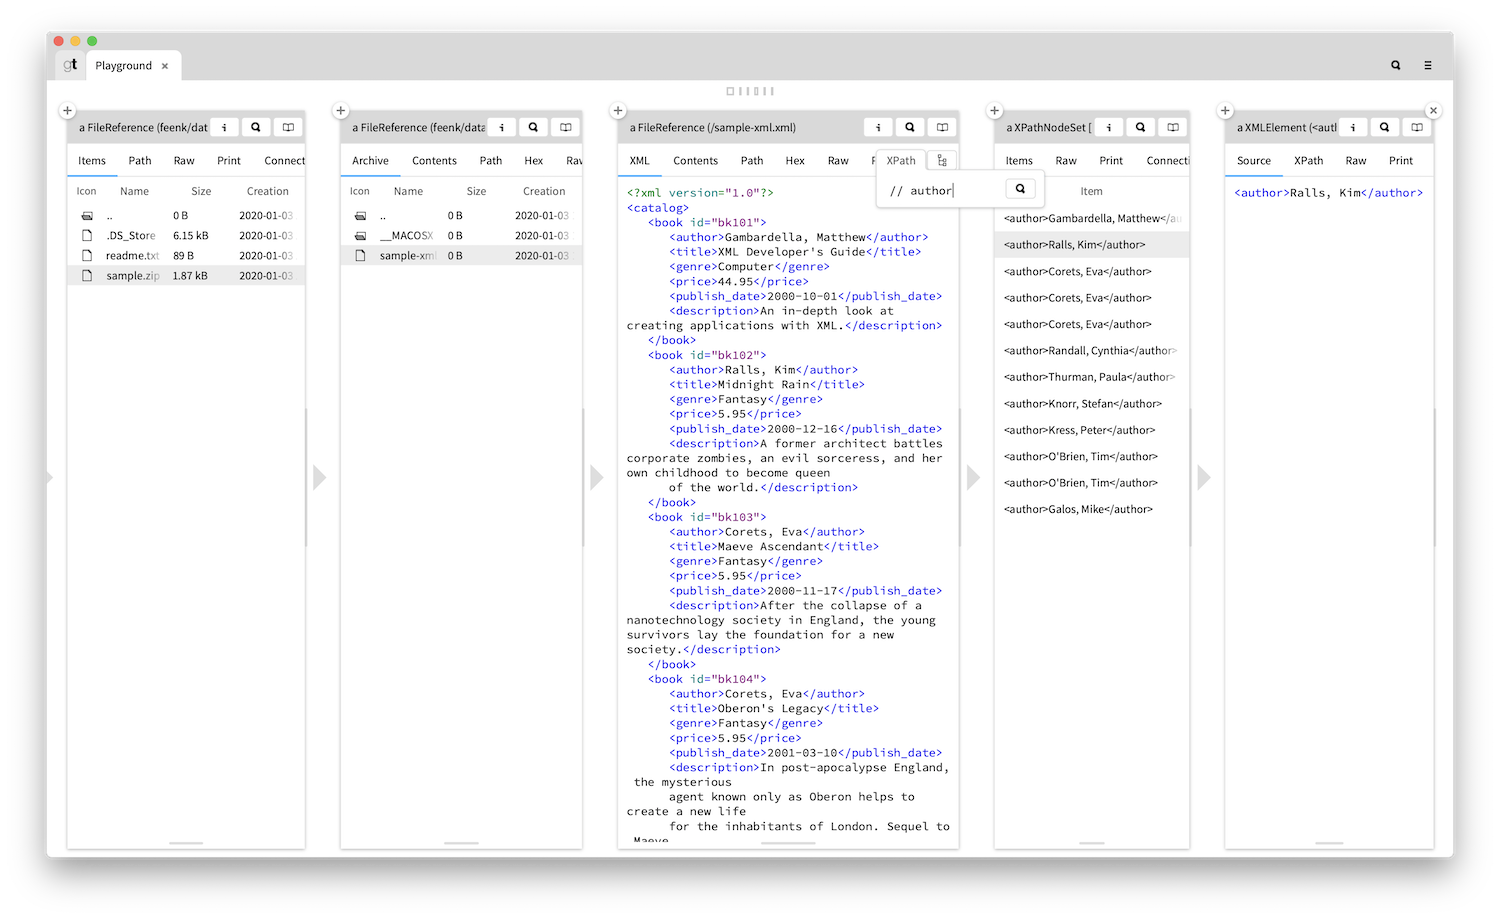 gt
Playground
a FileReference (feenk/dat
Items Path Raw Print Connect
Icon Name Size Creation
.. 0 B 2020-01-03
.DS_Store 6.15 kB 2020-01-03
readme.txt 89 B 2020-01-03
sample.zip 1.87 kB 2020-01-03
a FileReference (feenk/data
Archive Contents Path Hex Rav
Icon Name Size Creation
.. 0 B 2020-01-03
__MACOSX 0 B 2020-01-03
sample-xml 0 B 2020-01-03
a FileReference (/sample-xml.xml)
XML Contents Path Hex Raw
XPath
// author
<?xml version="1.0"?>
<catalog>
<book id="bk101">
<author>Gambardella, Matthew</author>
<title>XML Developer's Guide</title>
<genre>Computer</genre>
<price>44.95</price>
<publish_date>2000-10-01</publish_date>
<description>An in-depth look at
creating applications with XML.</description>
</book>
<book id="bk102">
<author>Ralls, Kim</author>
<title>Midnight Rain</title>
<genre>Fantasy</genre>
<price>5.95</price>
<publish_date>2000-12-16</publish_date>
<description>A former architect battles
corporate zombies, an evil sorceress, and her
own childhood to become queen
of the world.</description>
</book>
<book id="bk103">
<author>Corets, Eva</author>
<title>Maeve Ascendant</title>
<genre>Fantasy</genre>
<price>5.95</price>
<publish_date>2000-11-17</publish_date>
<description>After the collapse of a
nanotechnology society in England, the young
survivors lay the foundation for a new
society.</description>
</book>
<book id="bk104">
<author>Corets, Eva</author>
<title>Oberon's Legacy</title>
<genre>Fantasy</genre>
<price>5.95</price>
<publish_date>2001-03-10</publish_date>
<description>In post-apocalypse England,
the mysterious
agent known only as Oberon helps to
create a new life
for the inhabitants of London. Sequel to
Maeve
a XPathNodeSet [
Items Raw Print Connecti
Item
<author>Gambardella, Matthew</au
<author>Ralls, Kim</author>
<author>Corets, Eva</author>
<author>Corets, Eva</author>
<author>Corets, Eva</author>
<author>Randall, Cynthia</author>
<author>Thurman, Paula</author>
<author>Knorr, Stefan</author>
<author>Kress, Peter</author>
<author>O'Brien, Tim</author>
<author>O'Brien, Tim</author>
<author>Galos, Mike</author>
a XMLElement (<autl
Source XPath Raw Print
<author>Ralls, Kim</author>